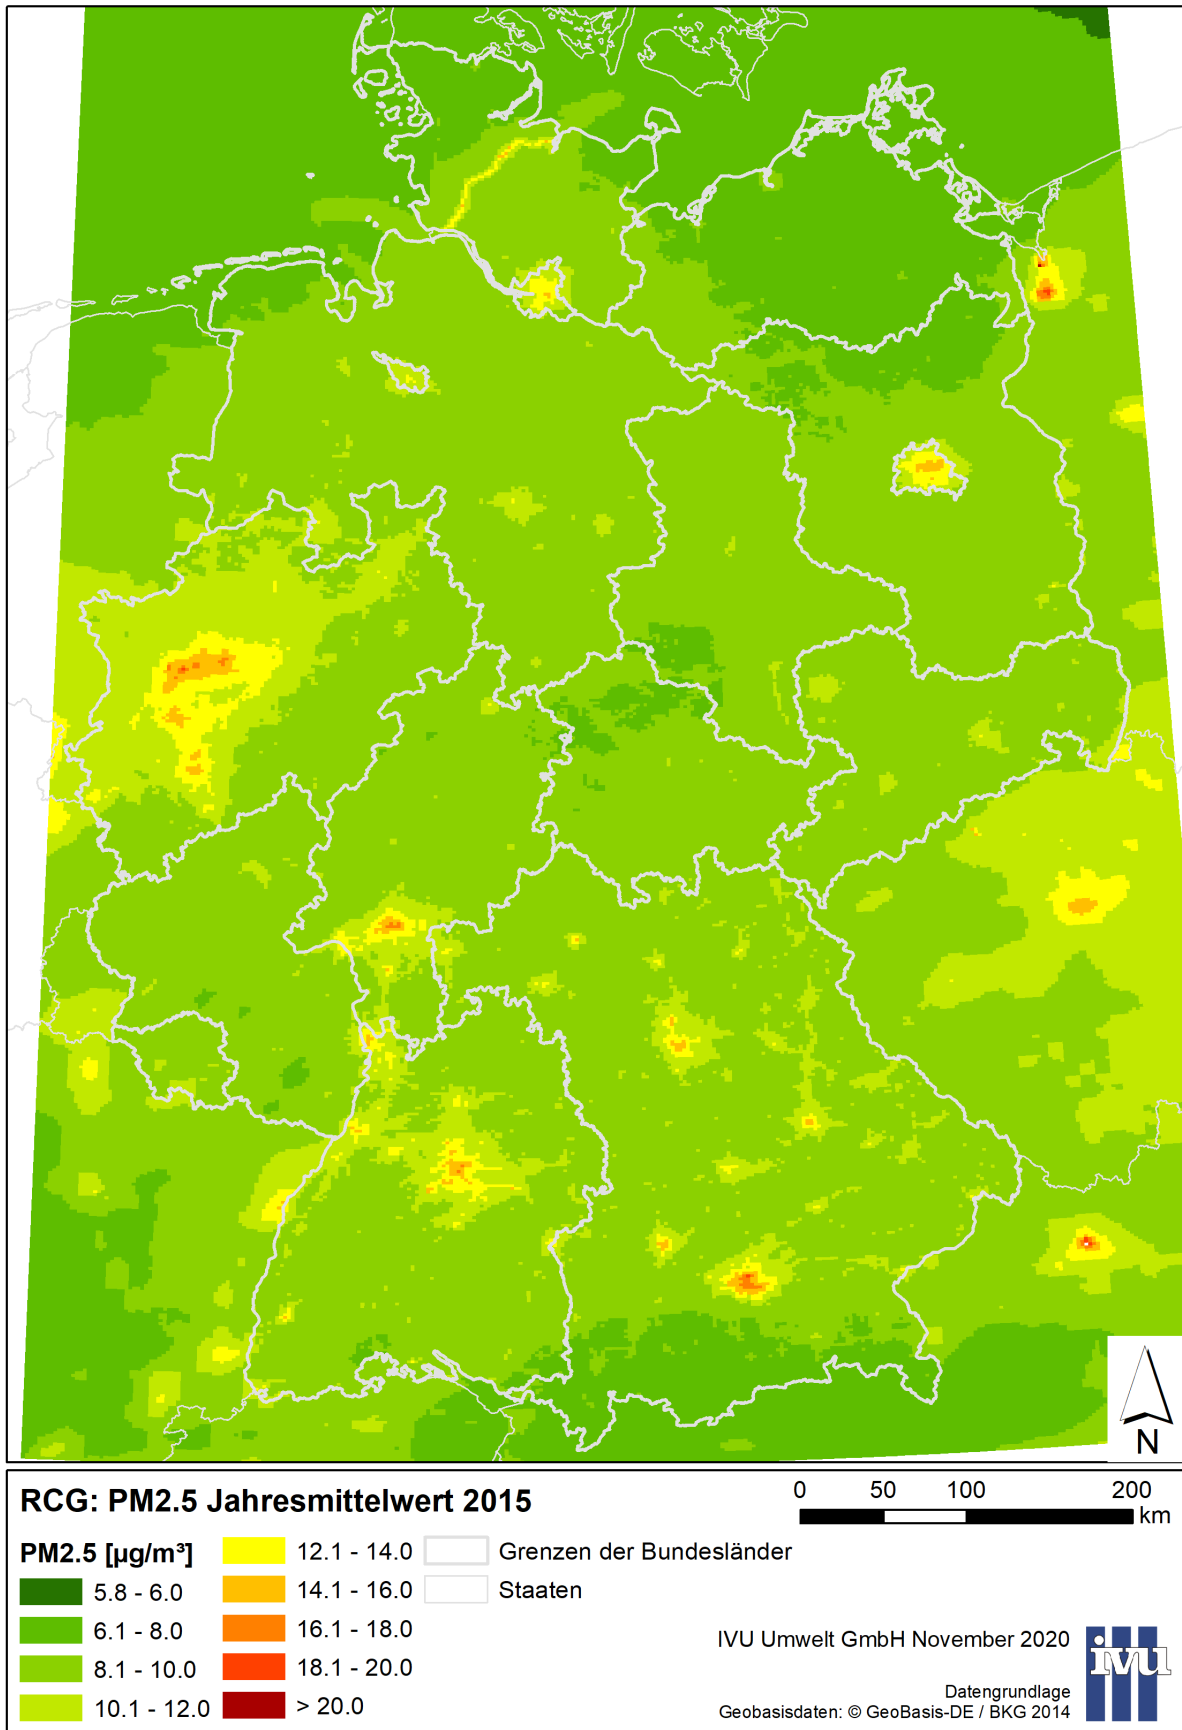 N
RCG: PM2.5 Jahresmittelwert 2015
0 50 100 200
km
PM2.5 [µg/m³]
5.8 - 6.0
6.1 - 8.0
8.1 - 10.0
10.1 - 12.0
12.1 - 14.0
14.1 - 16.0
16.1 - 18.0
18.1 - 20.0
> 20.0
Grenzen der Bundesländer
Staaten
IVU Umwelt GmbH November 2020
ivu
Datengrundlage
Geobasisdaten: © GeoBasis-DE / BKG 2014